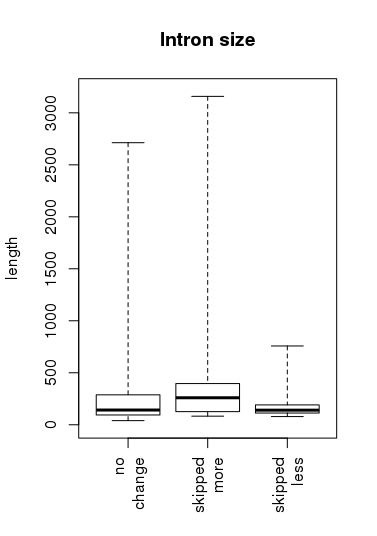 Intron size
length
3000
2500
2000
1500
1000
500
0
no
change
skipped
more
skipped
less